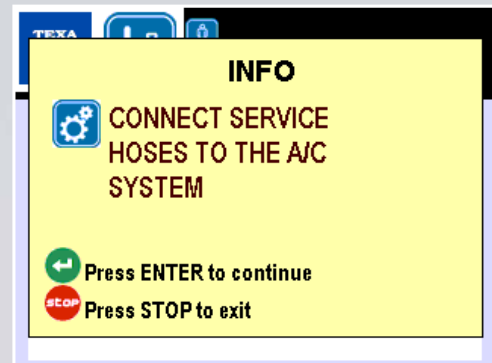 TEXA
INFO
CONNECT SERVICE
HOSES TO THE A/C
SYSTEM
Press ENTER to continue
STOP Press STOP to exit